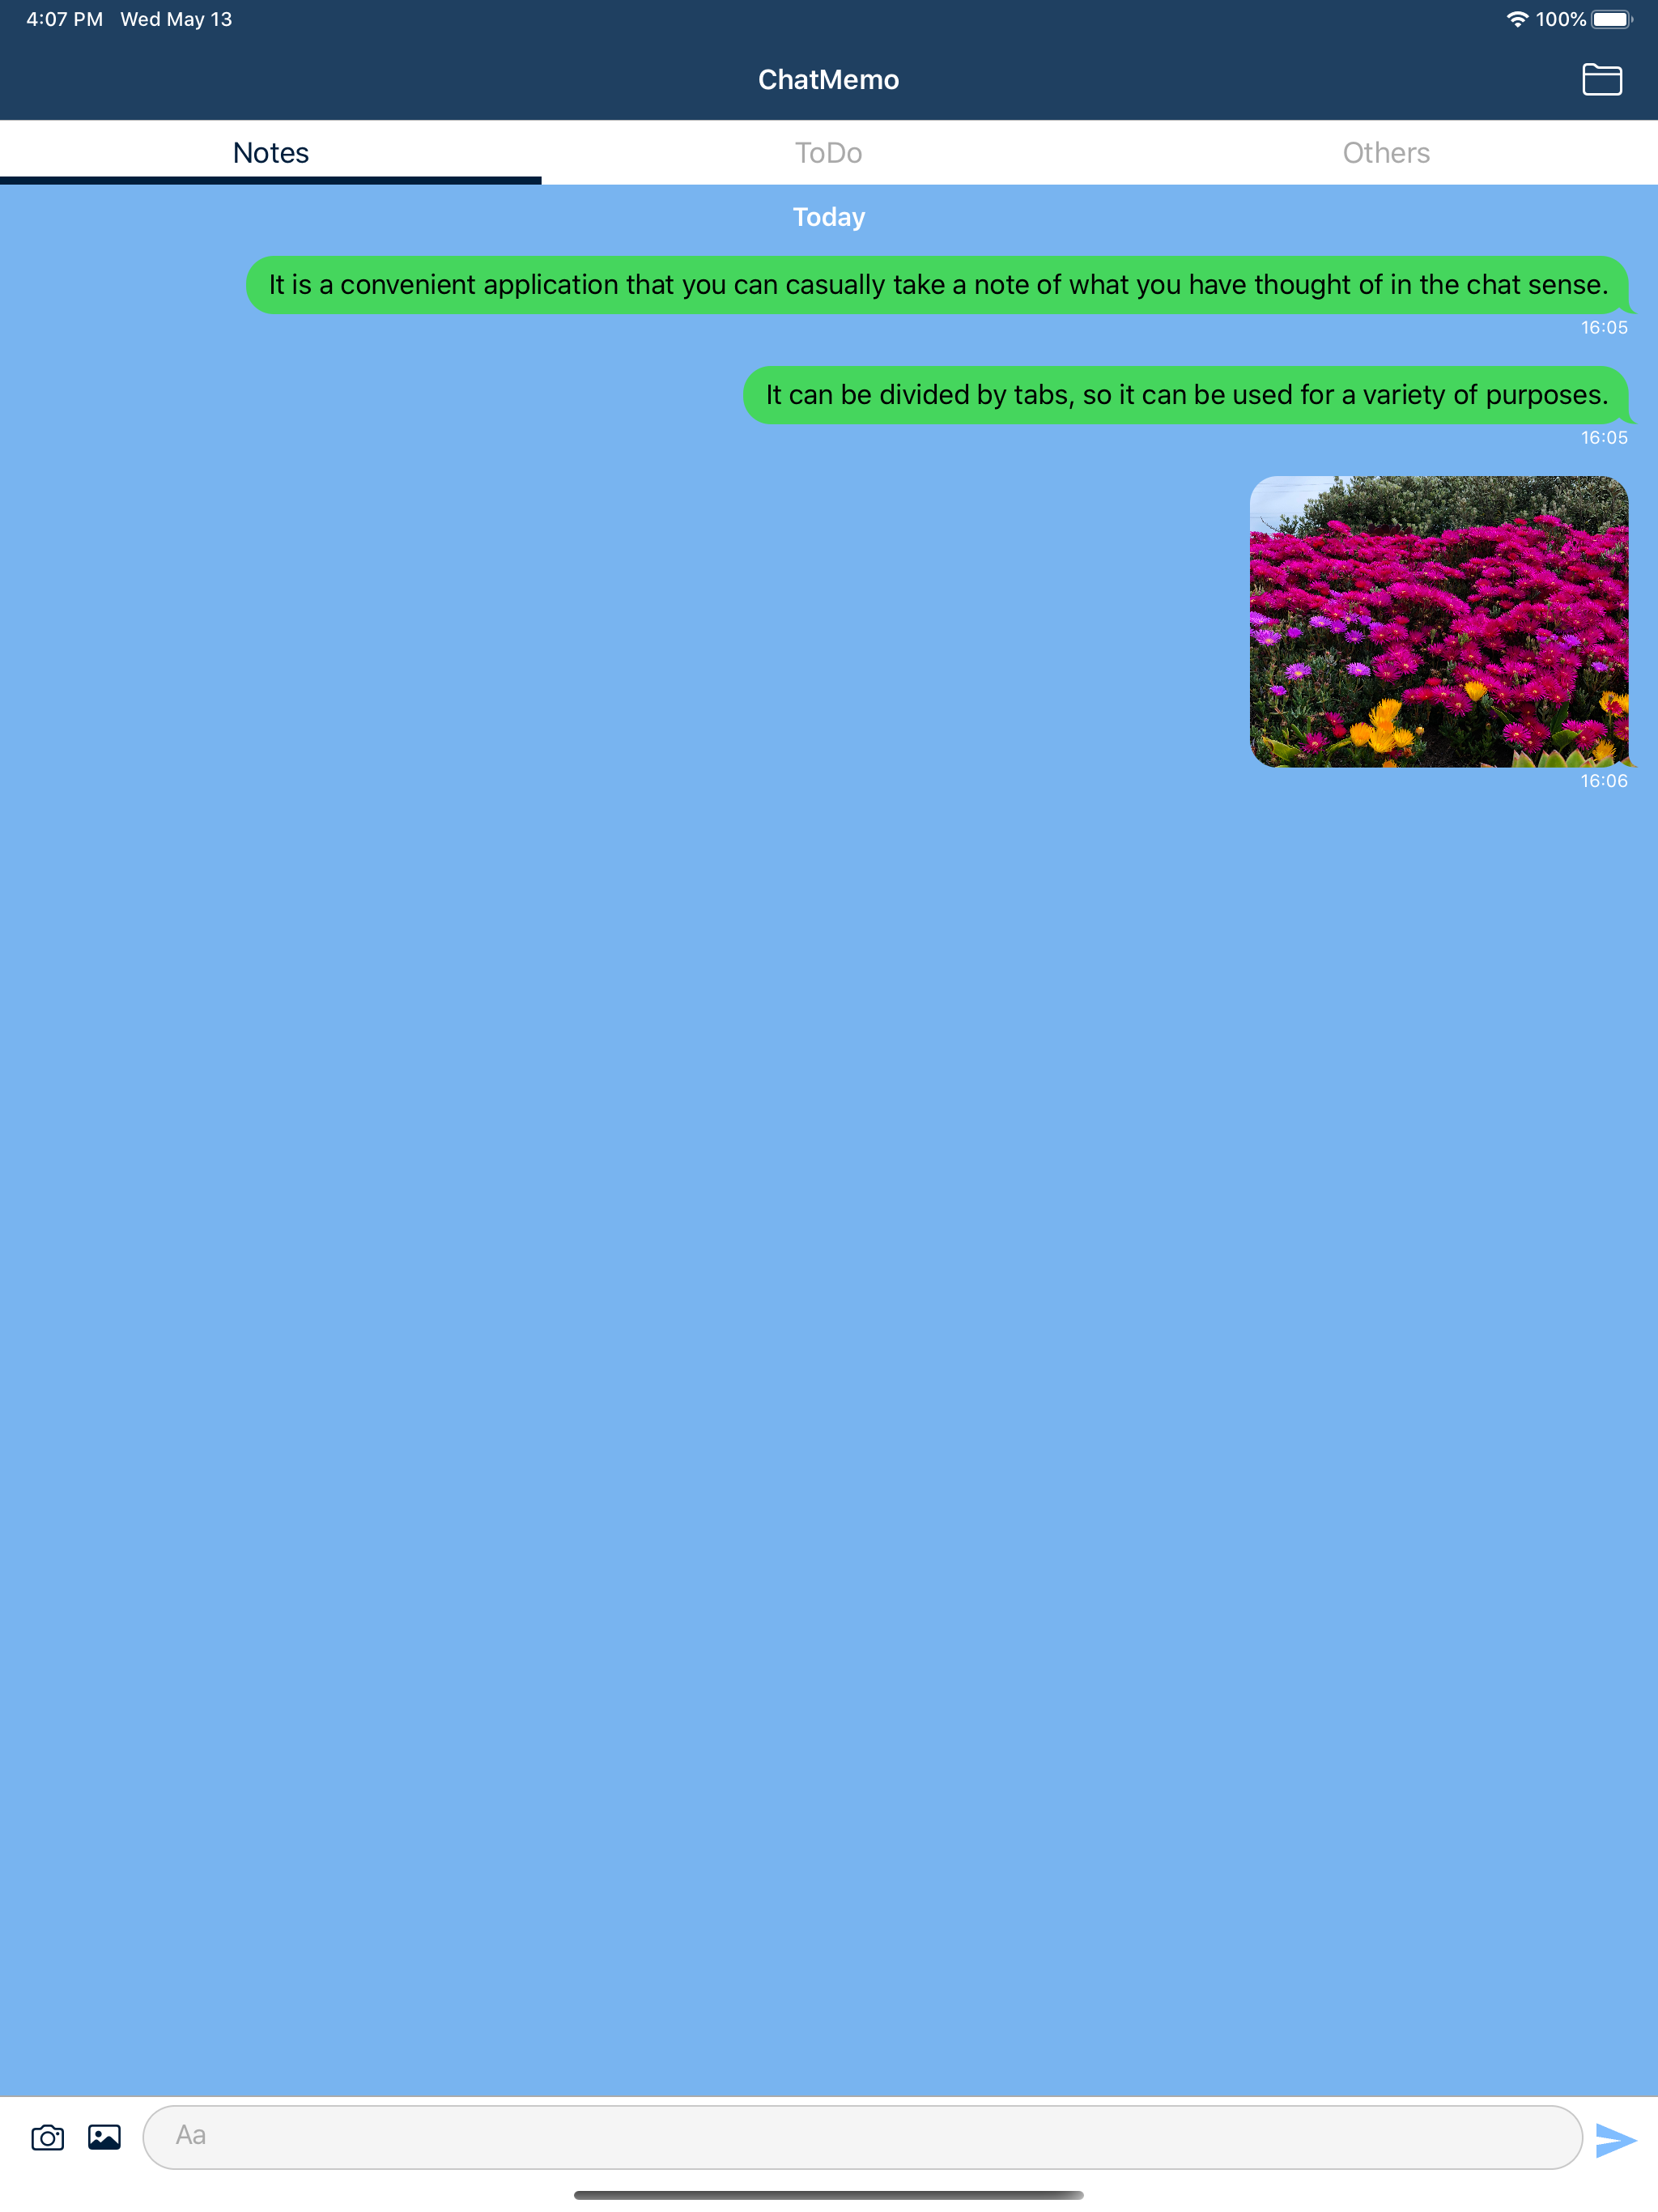 4:07 PM Wed May 13
100%
ChatMemo
Notes
ToDo
Others
Today
It is a convenient application that you can casually take a note of what you have thought of in the chat sense.
16:05
It can be divided by tabs, so it can be used for a variety of purposes.
16:05
16:06
Aa